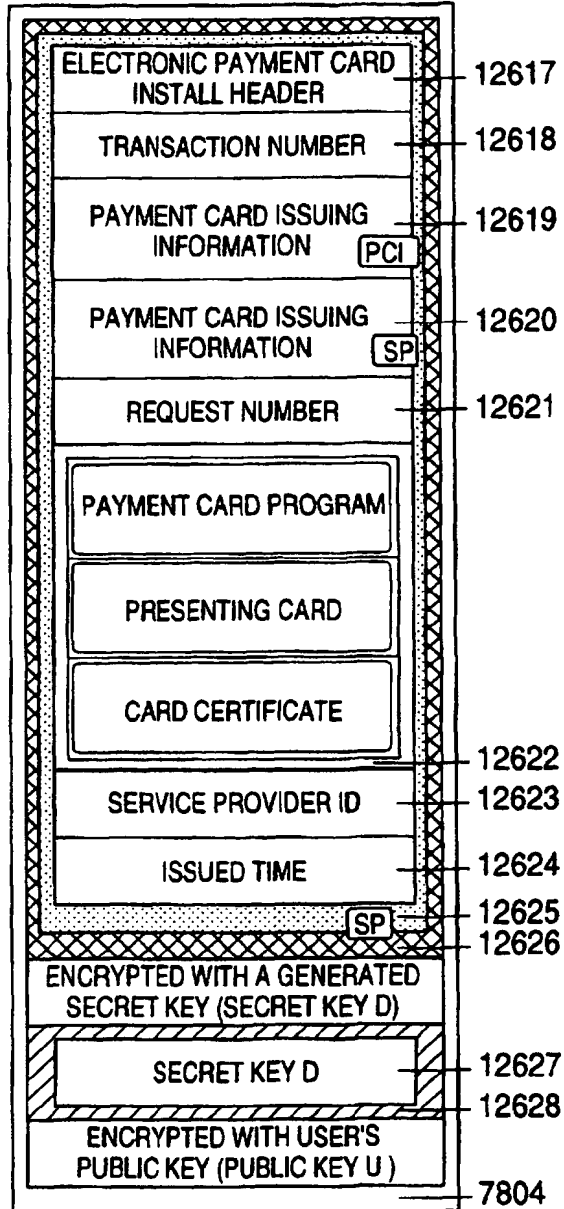 ELECTRONIC PAYMENT CARD
INSTALL HEADER
12617
TRANSACTION NUMBER
12618
PAYMENT CARD ISSUING
INFORMATION
PCI
12619
PAYMENT CARD ISSUING
INFORMATION
SP
12620
REQUEST NUMBER
12621
PAYMENT CARD PROGRAM
PRESENTING CARD
CARD CERTIFICATE
12622
SERVICE PROVIDER ID
12623
ISSUED TIME
12624
SP
12625
12626
ENCRYPTED WITH A GENERATED
SECRET KEY (SECRET KEY D)
SECRET KEY D
12627
12628
ENCRYPTED WITH USER'S
PUBLIC KEY (PUBLIC KEY U )
7804